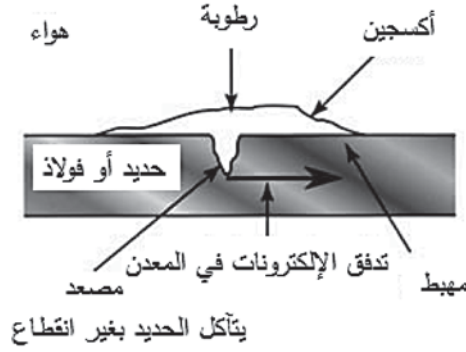 رطوبة
أكسجين
هواء
حديد أو فولاذ
تدفق الإلكترونات في المعدن
مهبط
مصعد
يتآكل الحديد بغير انقطاع